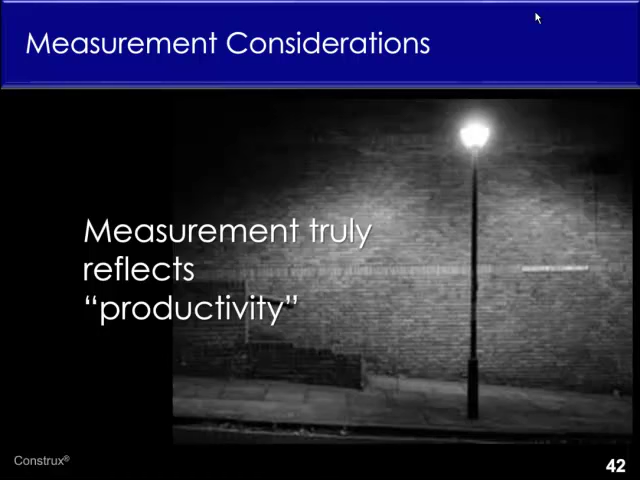 Measurement Considerations
Measurement truly
reflects
“productivity”
Construx®
42